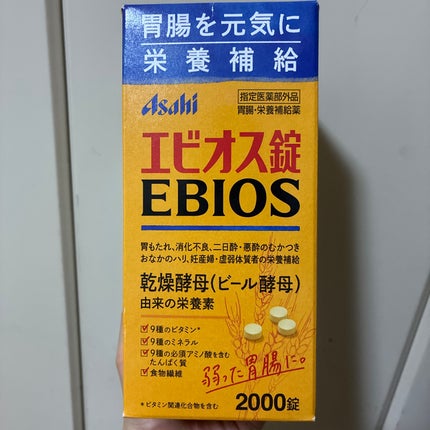 胃腸を元気に
栄養補給
Asahi
指定医薬部外品
胃腸・栄養補給薬
エビオス錠
EBIOS
胃もたれ、消化不良、二日酔・悪酔のむかつき
おなかのハリ、妊産婦・虚弱体質者の栄養補給
乾燥酵母(ビール酵母)
由来の栄養素
9種のビタミン*
9種のミネラル
9種の必須アミノ酸を含む
たんぱく質
食物繊維
弱った胃腸に。
*ビタミン関連化合物を含む
2000錠